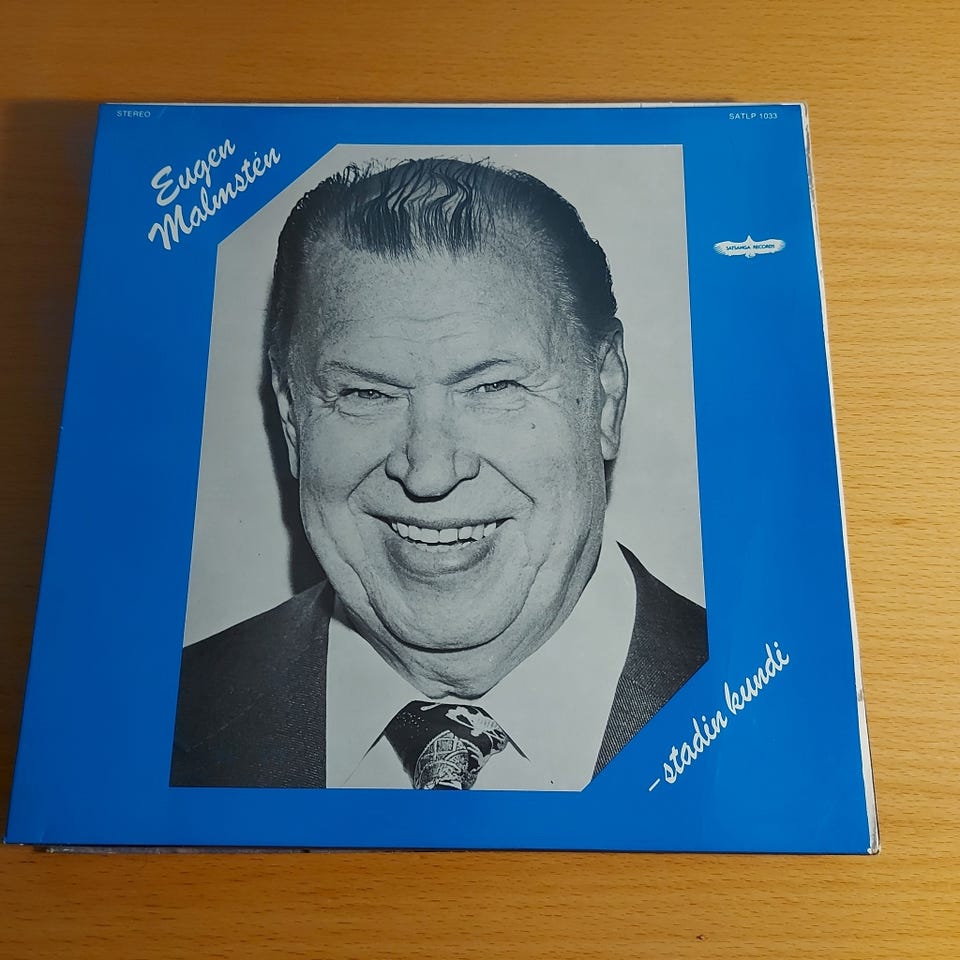 STEREO
SATLP 1033
Eugen
Malmstén
SATSANGA RECORDS
- stadin kundi